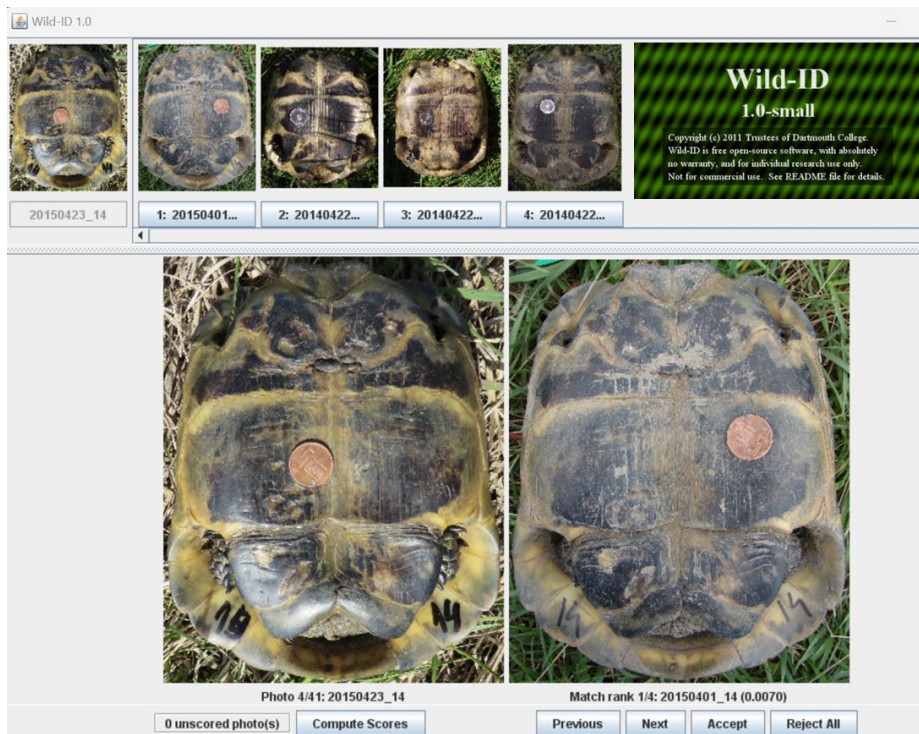 Wild-ID 1.0
Wild-ID
1.0-small
Copyright (c) 2011 Trustees of Dartmouth College.
Wild-ID is free open-source software, with absolutely
no warranty, and for individual research use only.
Not for commercial use. See README file for details.
20150423_14
1: 20150401...
2: 20140422...
3: 20140422...
4: 20140422...
14
14
14
Photo 4/41: 20150423_14
Match rank 1/4: 20150401_14 (0.0070)
0 unscored photo(s)
Compute Scores
Previous
Next
Accept
Reject All